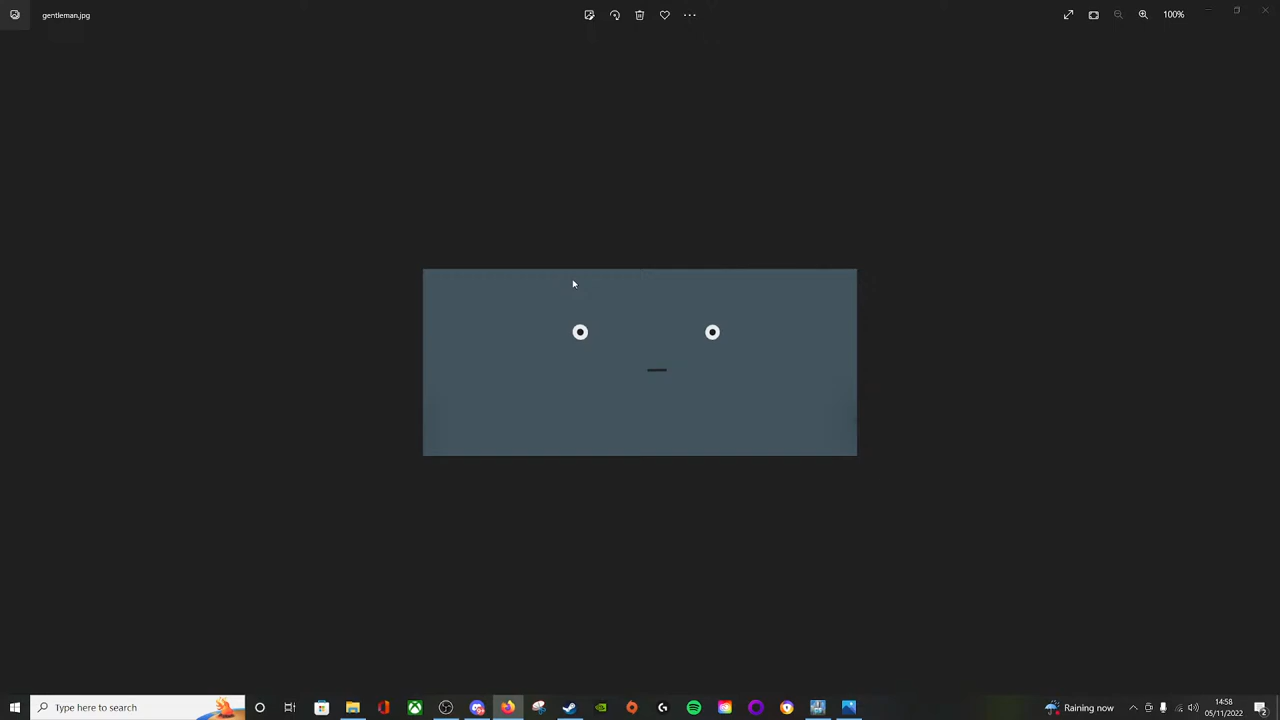 gentleman.jpg
100%
Type here to search
Raining now
14:58
05/11/2022